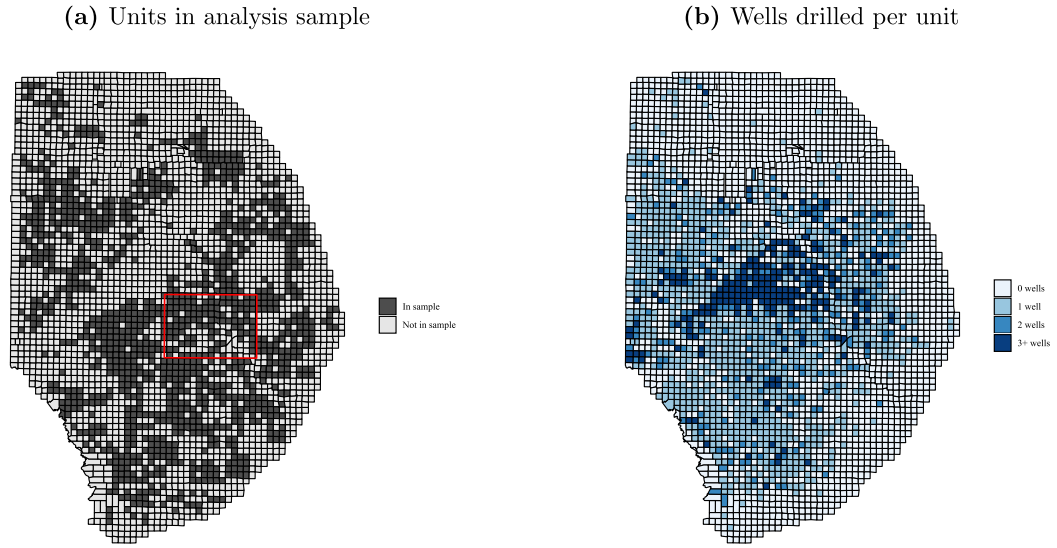 (a) Units in analysis sample
(b) Wells drilled per unit
In sample
Not in sample
0 wells
1 well
2 wells
3+ wells